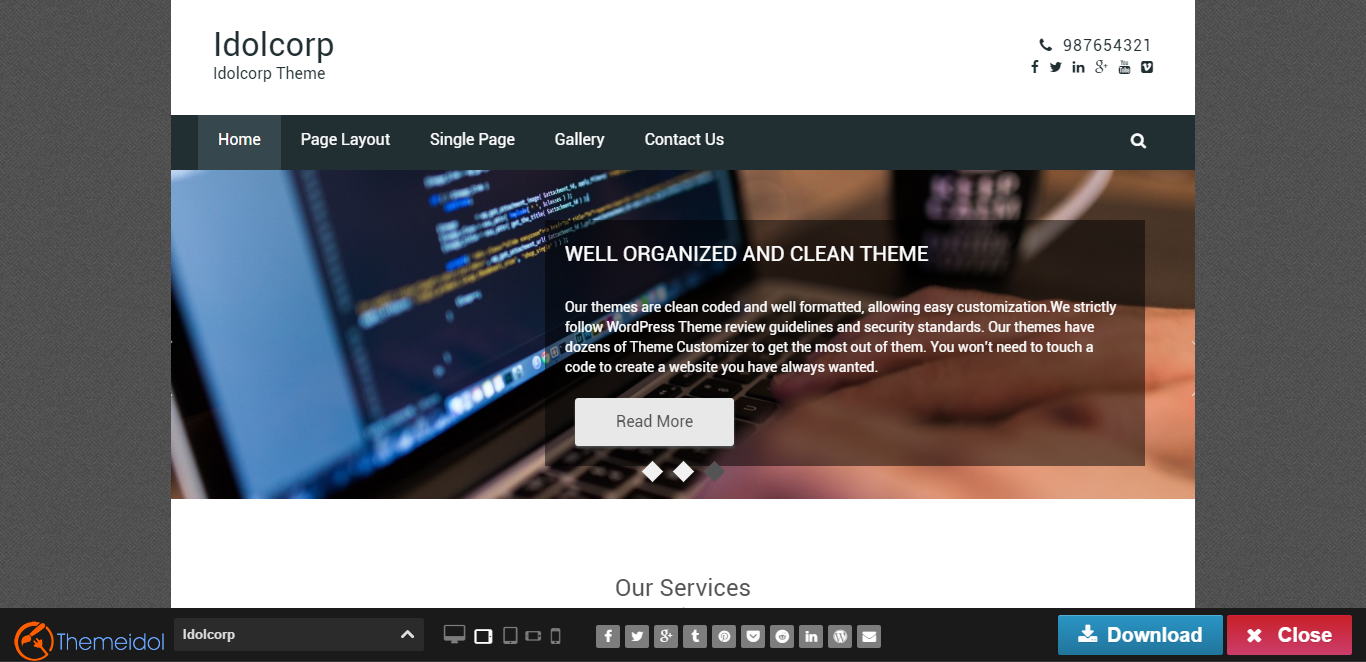 Idolcorp
Idolcorp Theme
987654321
Home Page Layout Single Page Gallery Contact Us
WELL ORGANIZED AND CLEAN THEME
Our themes are clean coded and well formatted, allowing easy customization.We strictly
follow WordPress Theme review guidelines and security standards. Our themes have
dozens of Theme Customizer to get the most out of them. You won't need to touch a
code to create a website you have always wanted.
Read More
Our Services
Themeidol
Idolcorp
Download
Close